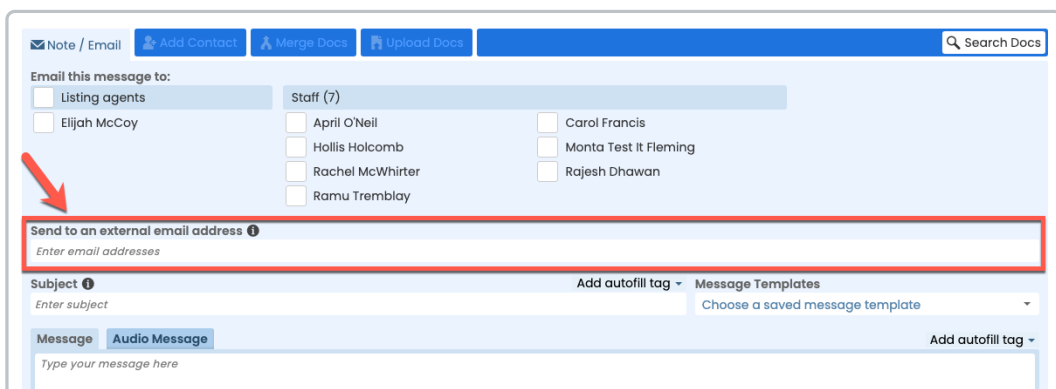 Note / Email Add Contact Merge Docs Upload Docs Search Docs
Email this message to:
Listing agents Staff (7)
Elijah McCoy April O'Neil Carol Francis
Hollis Holcomb Monta Test It Fleming
Rachel McWhirter Rajesh Dhawan
Ramu Tremblay
Send to an external email address
Enter email addresses
Subject Add autofill tag Message Templates
Enter subject Choose a saved message template
Message Audio Message Add autofill tag
Type your message here